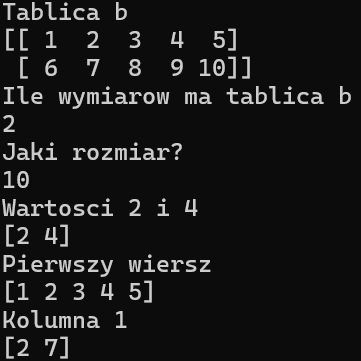 Tablica b
[[ 1  2  3  4  5]
 [ 6  7  8  9 10]]
Ile wymiarow ma tablica b
2
Jaki rozmiar?
10
Wartosci 2 i 4
[2 4]
Pierwszy wiersz
[1 2 3 4 5]
Kolumna 1
[2 7]